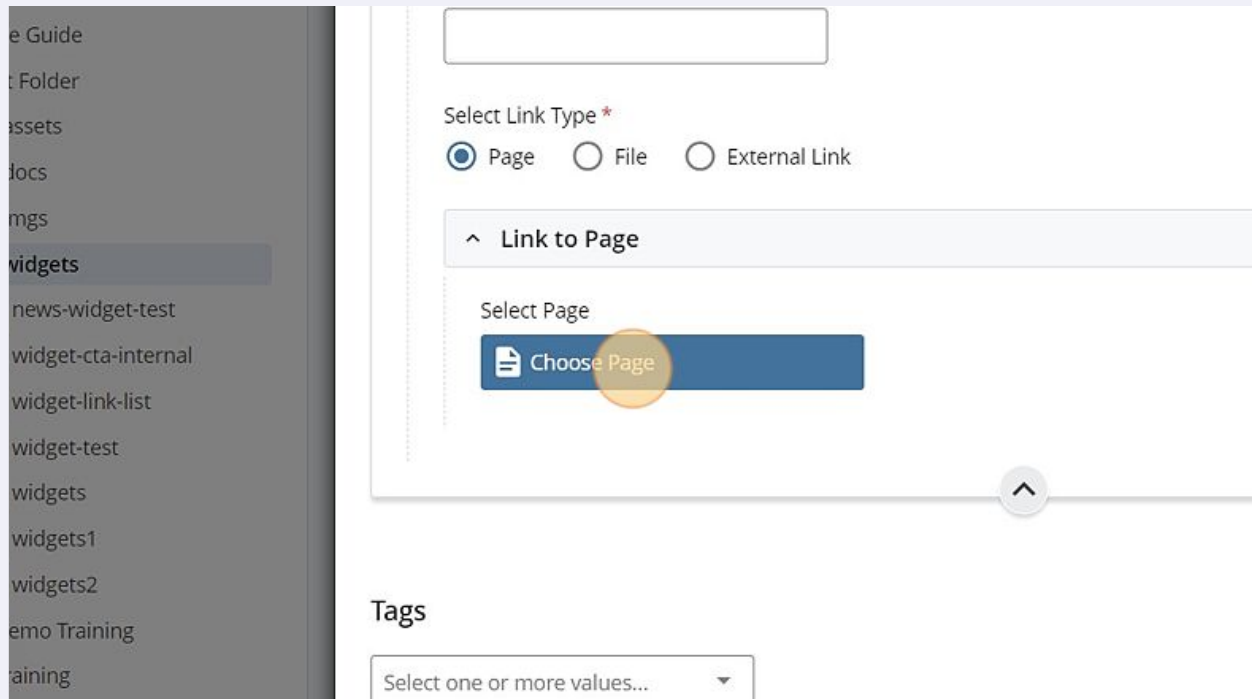 e Guide
t Folder
assets
docs
mgs
widgets
news-widget-test
widget-cta-internal
widget-link-list
widget-test
widgets
widgets1
widgets2
emo Training
raining
Select Link Type *
Page File External Link
Link to Page
Select Page
Choose Page
Tags
Select one or more values...